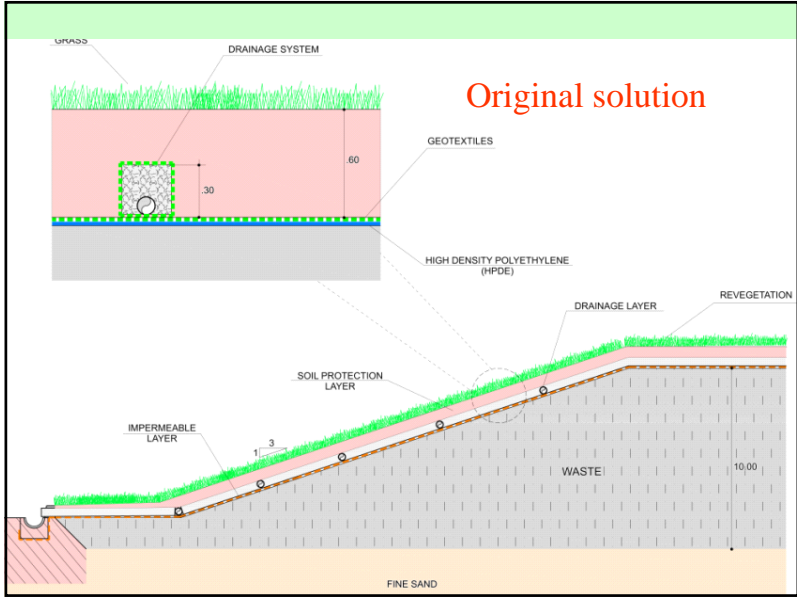 GRASS
DRAINAGE SYSTEM
Original solution
GEOTEXTILES
.60
.30
HIGH DENSITY POLYETHYLENE
(HPDE)
DRAINAGE LAYER
REVEGETATION
SOIL PROTECTION
LAYER
IMPERMEABLE
LAYER
3
1
WASTE
10.00
FINE SAND